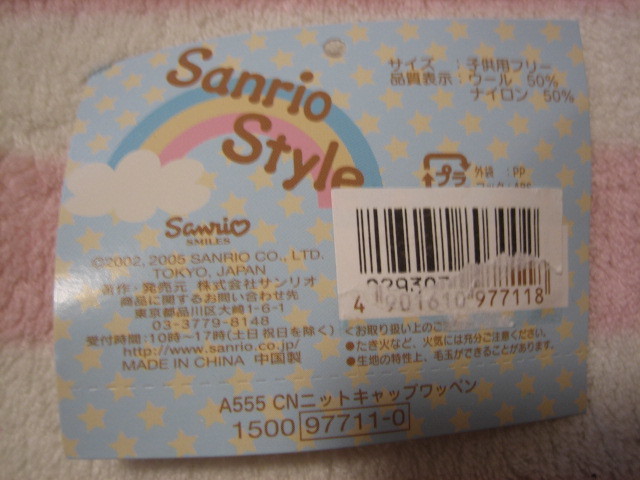 Sanrio
Style
サイズ : 子供用フリー
品質表示 : ウール 50%
ナイロン 50%
プラ
外袋 : PP
Sanrio
SMILES
©2002, 2005 SANRIO CO., LTD.
TOKYO, JAPAN
著作・発売元 株式会社サンリオ
商品に関するお問い合わせ先
東京都品川区大崎1-6-1
03-3779-8148
受付時間:10時〜17時(土日祝日を除く)
http://www.sanrio.co.jp/
MADE IN CHINA 中国製
4 901610 977118
<お取り扱い上のご
●たき火など、火気には充分ご注意ください。
●生地の特性上、毛玉ができることがあります。
A555 CNニットキャップワッペン
1500 97711-0